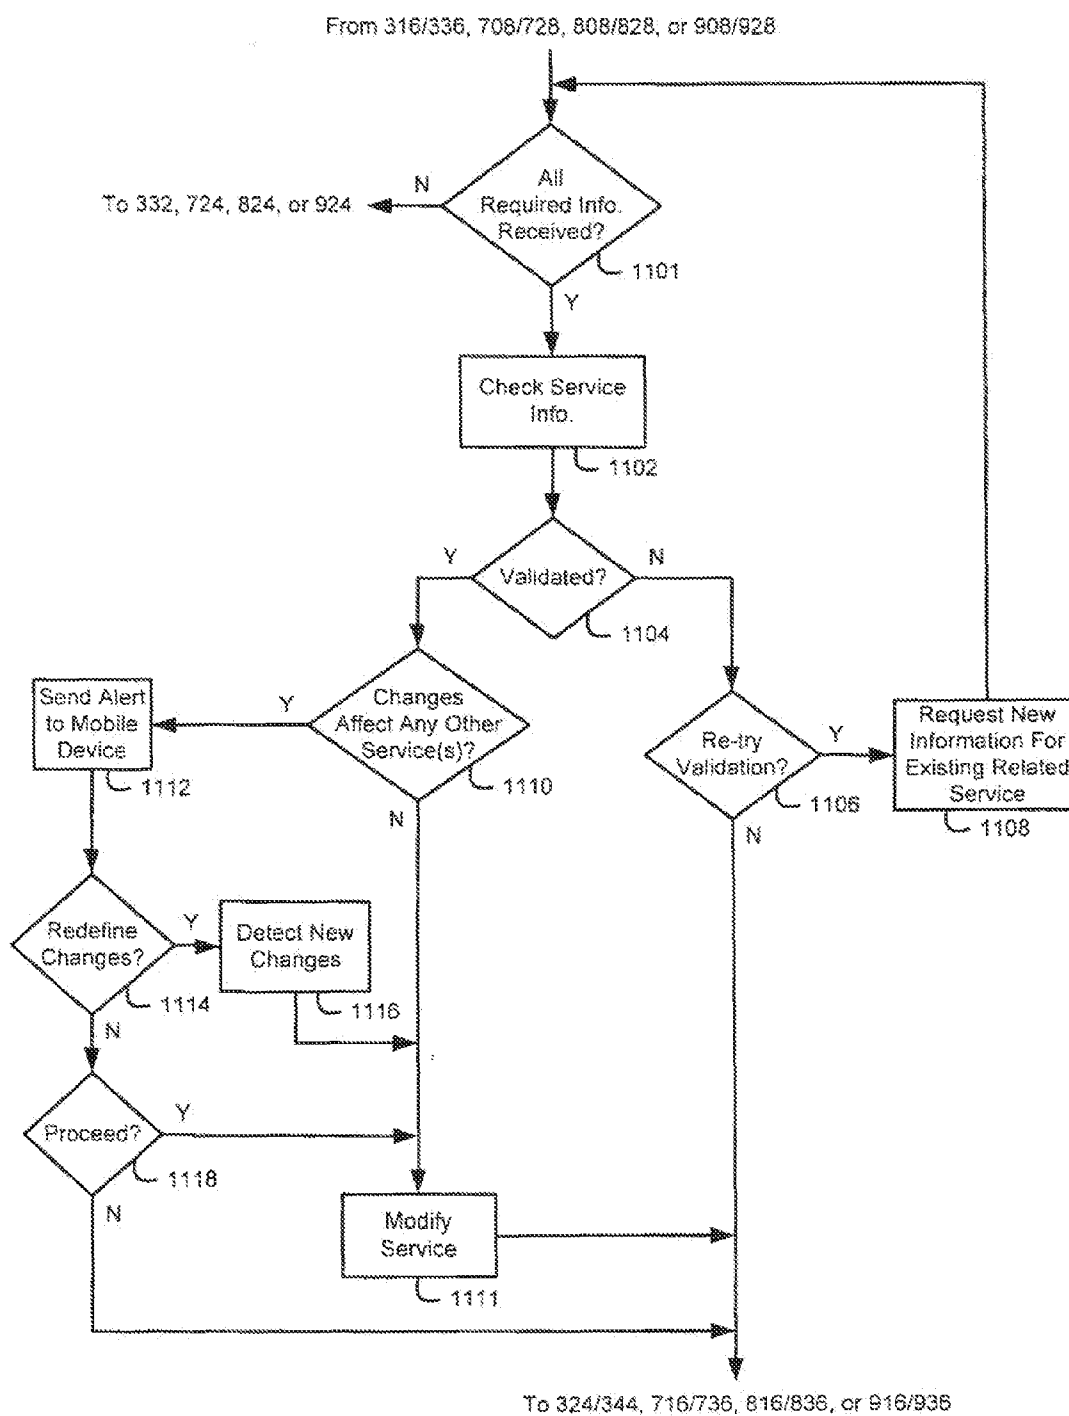 From 316/336, 708/728, 808/828, or 908/928
All
Required Info.
Received?
N
To 332, 724, 824, or 924
1101
Y
Check Service
Info.
1102
Validated?
Y
N
1104
Changes
Affect Any Other
Service(s)?
Y
1110
N
Send Alert
to Mobile
Device
1112
Re-try
Validation?
Y
1106
N
Request New
Information For
Existing Related
Service
1108
Redefine
Changes?
Y
1114
N
Detect New
Changes
1116
Proceed?
Y
1118
N
Modify
Service
1111
To 324/344, 716/736, 816/836, or 916/936